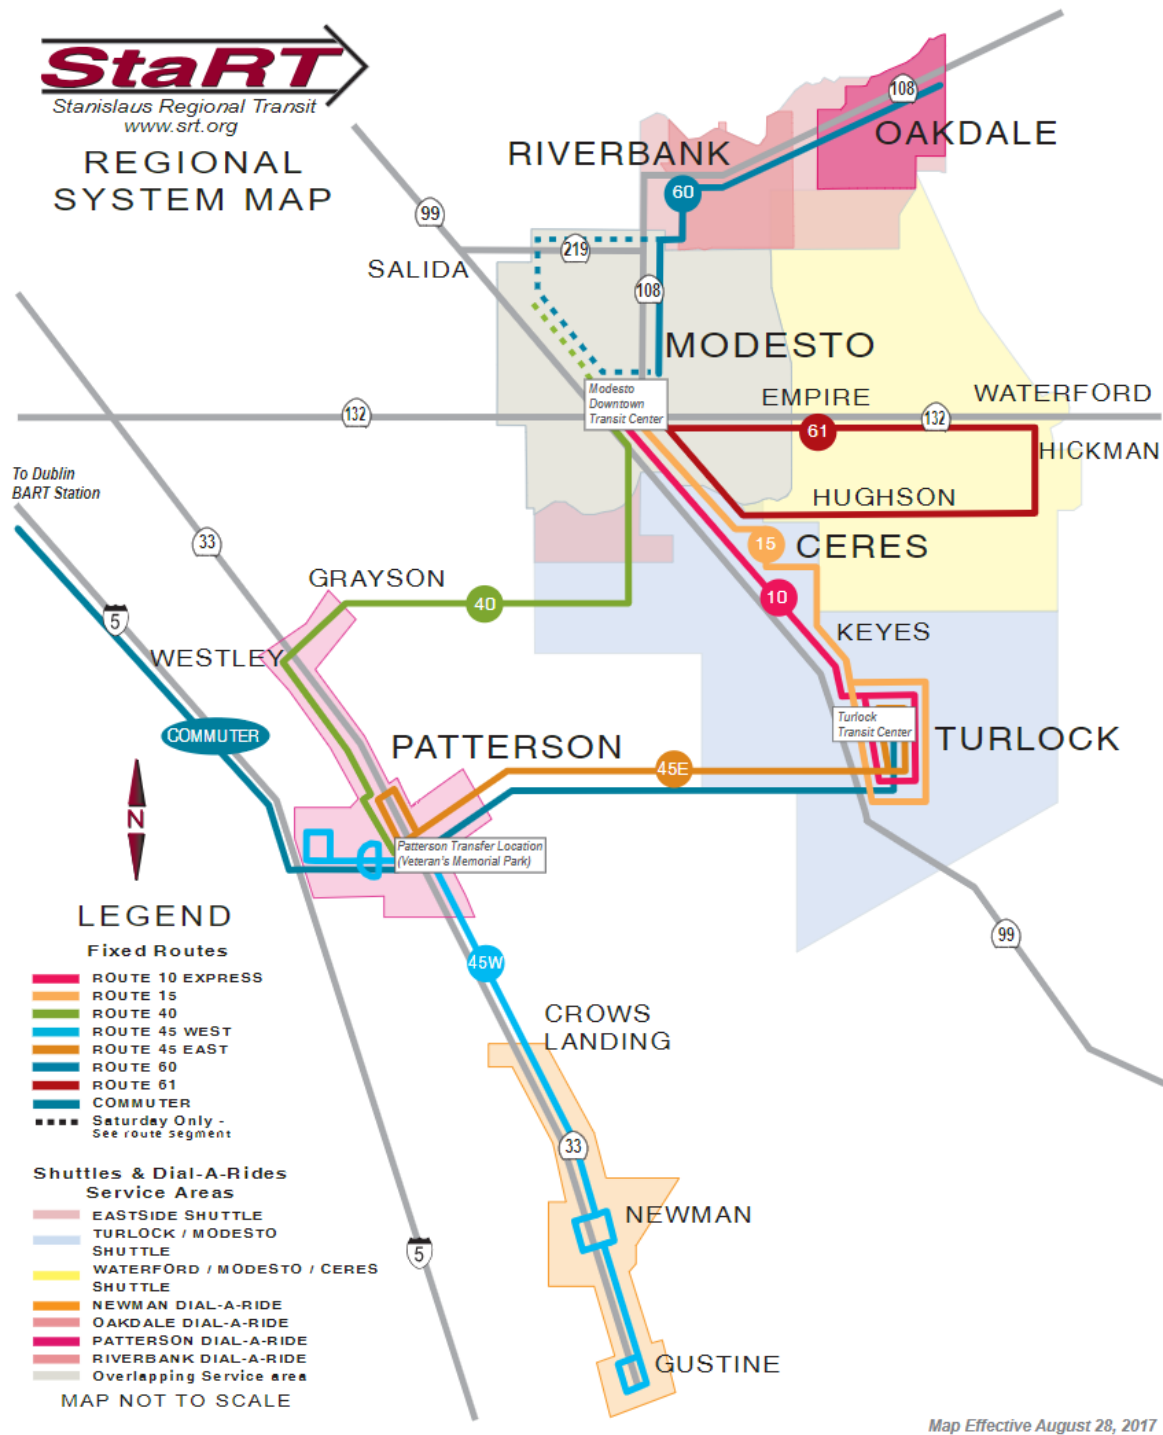 StaRT
Stanislaus Regional Transit
www.srt.org
REGIONAL
SYSTEM MAP
108
OAKDALE
RIVERBANK
60
99
219
SALIDA
108
MODESTO
Modesto
Downtown
Transit Center
EMPIRE
WATERFORD
132
132
61
HICKMAN
To Dublin
BART Station
HUGHSON
33
15
CERES
GRAYSON
40
10
5
KEYES
WESTLEY
COMMUTER
Turlock
Transit Center
TURLOCK
PATTERSON
45E
N
Patterson Transfer Location
(Veteran's Memorial Park)
99
45W
CROWS
LANDING
33
NEWMAN
5
GUSTINE
LEGEND
Fixed Routes
ROUTE 10 EXPRESS
ROUTE 15
ROUTE 40
ROUTE 45 WEST
ROUTE 45 EAST
ROUTE 60
ROUTE 61
COMMUTER
Saturday Only -
See route segment
Shuttles & Dial-A-Rides
Service Areas
EASTSIDE SHUTTLE
TURLOCK / MODESTO
SHUTTLE
WATERFORD / MODESTO / CERES
SHUTTLE
NEWMAN DIAL-A-RIDE
OAKDALE DIAL-A-RIDE
PATTERSON DIAL-A-RIDE
RIVERBANK DIAL-A-RIDE
Overlapping Service area
MAP NOT TO SCALE
Map Effective August 28, 2017